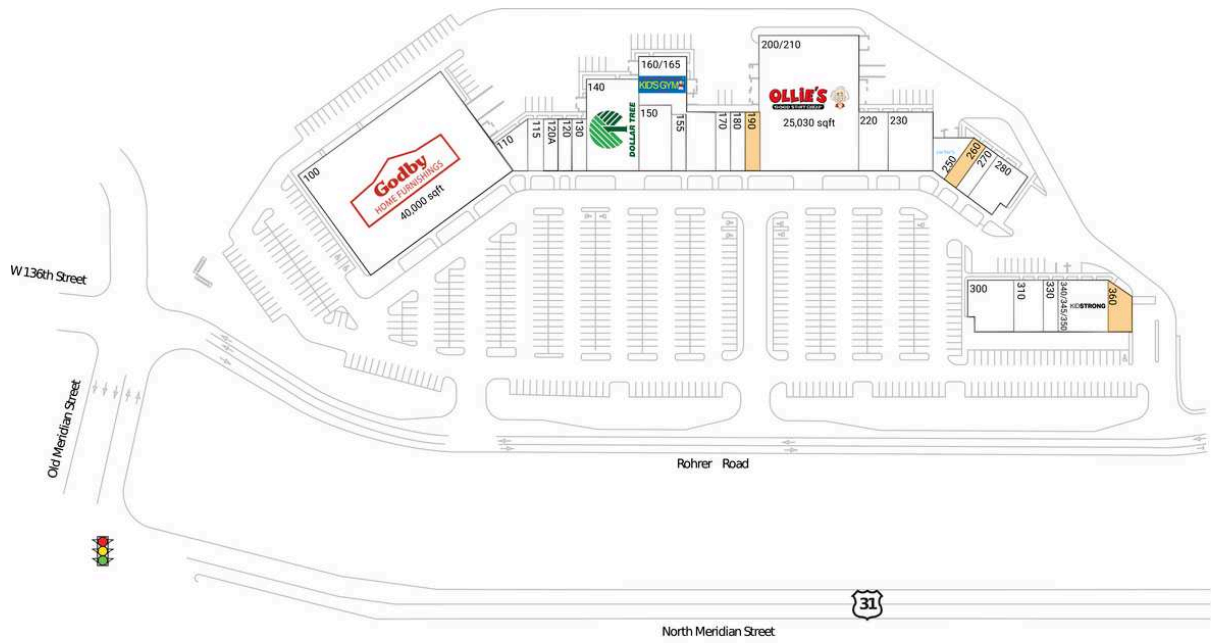 200/210
OLLIE'S
GOOD STUFF CHEAP
25,030 sqft
160/165
KID'S GYM
140
DOLLAR TREE
150
155
170
180
190
220
230
100
Godby
HOME FURNISHINGS
40,000 sqft
110
115
120A
120
130
250
260
270
280
300
310
330
340/345/350
KIDSTRONG
360
W 136th Street
Old Meridian Street
Rohrer Road
31
North Meridian Street